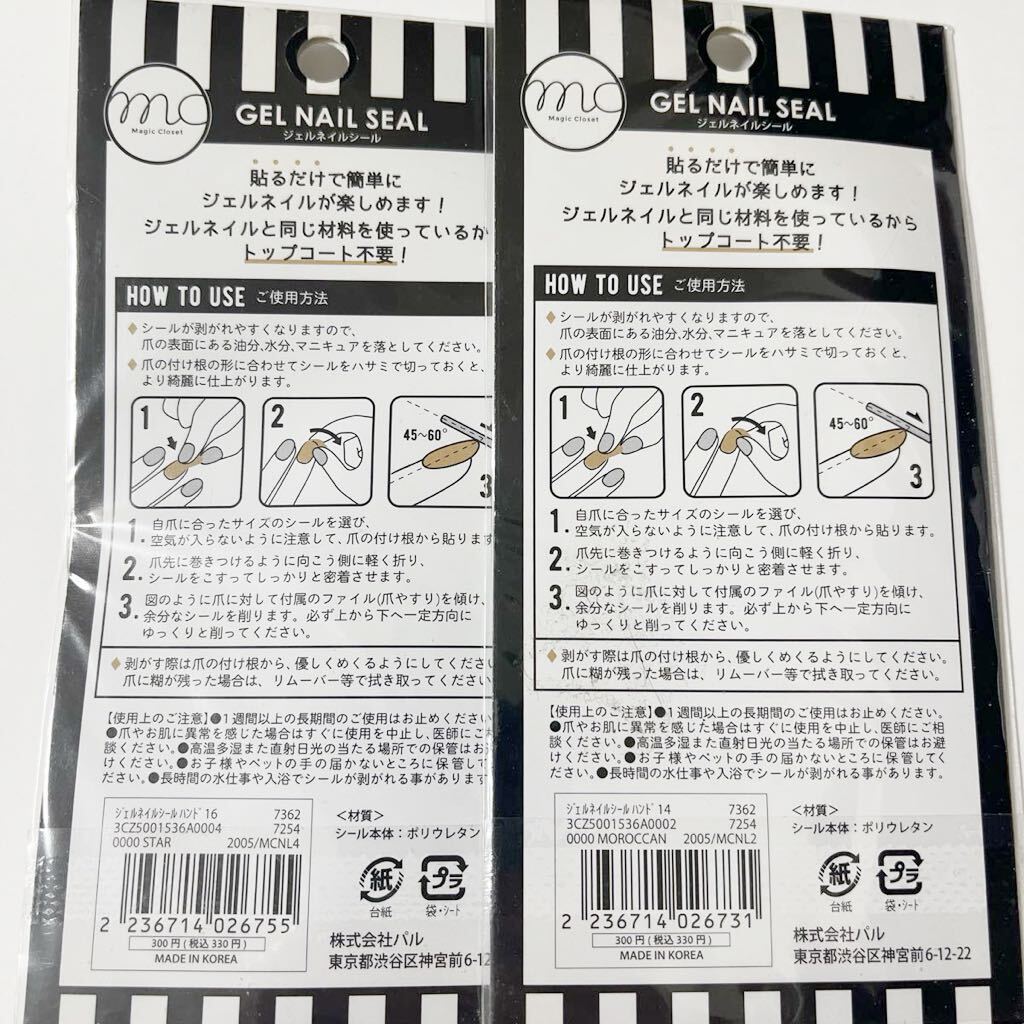 mc
Magic Closet
GEL NAIL SEAL
ジェルネイルシール
貼るだけで簡単に
ジェルネイルが楽しめます!
ジェルネイルと同じ材料を使っているか
トップコート不要!
HOW TO USE ご使用方法
◆シールが剥がれやすくなりますので、
爪の表面にある油分、水分、マニキュアを落としてください。
◆爪の付け根の形に合わせてシールをハサミで切っておくと、
より綺麗に仕上がります。
1 2 45~60° 3
1. 自爪に合ったサイズのシールを選び、
空気が入らないように注意して、爪の付け根から貼ります
2. 爪先に巻きつけるように向こう側に軽く折り、
シールをこすってしっかりと密着させます。
3. 図のように爪に対して付属のファイル(爪やすり)を傾け、
余分なシールを削ります。必ず上から下へ一定方向に
ゆっくりと削ってください。
◆剥がす際は爪の付け根から、優しくめくるようにしてくださ
爪に糊が残った場合は、リムーバー等で拭き取ってください
【使用上のご注意】●1週間以上の長期間のご使用はお止めください
●爪やお肌に異常を感じた場合はすぐに使用を中止し、医師にご
談ください。●高温多湿また直射日光の当たる場所での保管はお
けください。●お子様やペットの手の届かないところに保管して
ださい。●長時間の水仕事や入浴でシールが剥がれる事があります
ジェルネイルシール ハンド 16 7362
3CZ5001536A0004 7254
0000 STAR 2005/MCNL4
2 236714 026755
300円(税込330円)
MADE IN KOREA
<材質>
シール本体:ポリウレタン
紙 プラ
台紙 袋・シート
株式会社パル
東京都渋谷区神宮前6-12
mc
Magic Closet
GEL NAIL SEAL
ジェルネイルシール
貼るだけで簡単に
ジェルネイルが楽しめます!
ジェルネイルと同じ材料を使っているから
トップコート不要!
HOW TO USE ご使用方法
◆シールが剥がれやすくなりますので、
爪の表面にある油分、水分、マニキュアを落としてください。
◆爪の付け根の形に合わせてシールをハサミで切っておくと、
より綺麗に仕上がります。
1 2 45~60° 3
1. 自爪に合ったサイズのシールを選び、
空気が入らないように注意して、爪の付け根から貼ります。
2. 爪先に巻きつけるように向こう側に軽く折り、
シールをこすってしっかりと密着させます。
3. 図のように爪に対して付属のファイル(爪やすり)を傾け、
余分なシールを削ります。必ず上から下へ一定方向に
ゆっくりと削ってください。
◆剥がす際は爪の付け根から、優しくめくるようにしてください。
爪に糊が残った場合は、リムーバー等で拭き取ってください。
【使用上のご注意】●1週間以上の長期間のご使用はお止めください。
●爪やお肌に異常を感じた場合はすぐに使用を中止し、医師にご相
談ください。●高温多湿また直射日光の当たる場所での保管はお避
けください。●お子様やペットの手の届かないところに保管してく
ださい。●長時間の水仕事や入浴でシールが剥がれる事があります。
ジェルネイルシール ハンド 14 7362
3CZ5001536A0002 7254
0000 MOROCCAN 2005/MCNL2
2 236714 026731
300円(税込330円)
MADE IN KOREA
<材質>
シール本体:ポリウレタン
紙 プラ
台紙 袋・シート
株式会社パル
東京都渋谷区神宮前6-12-22